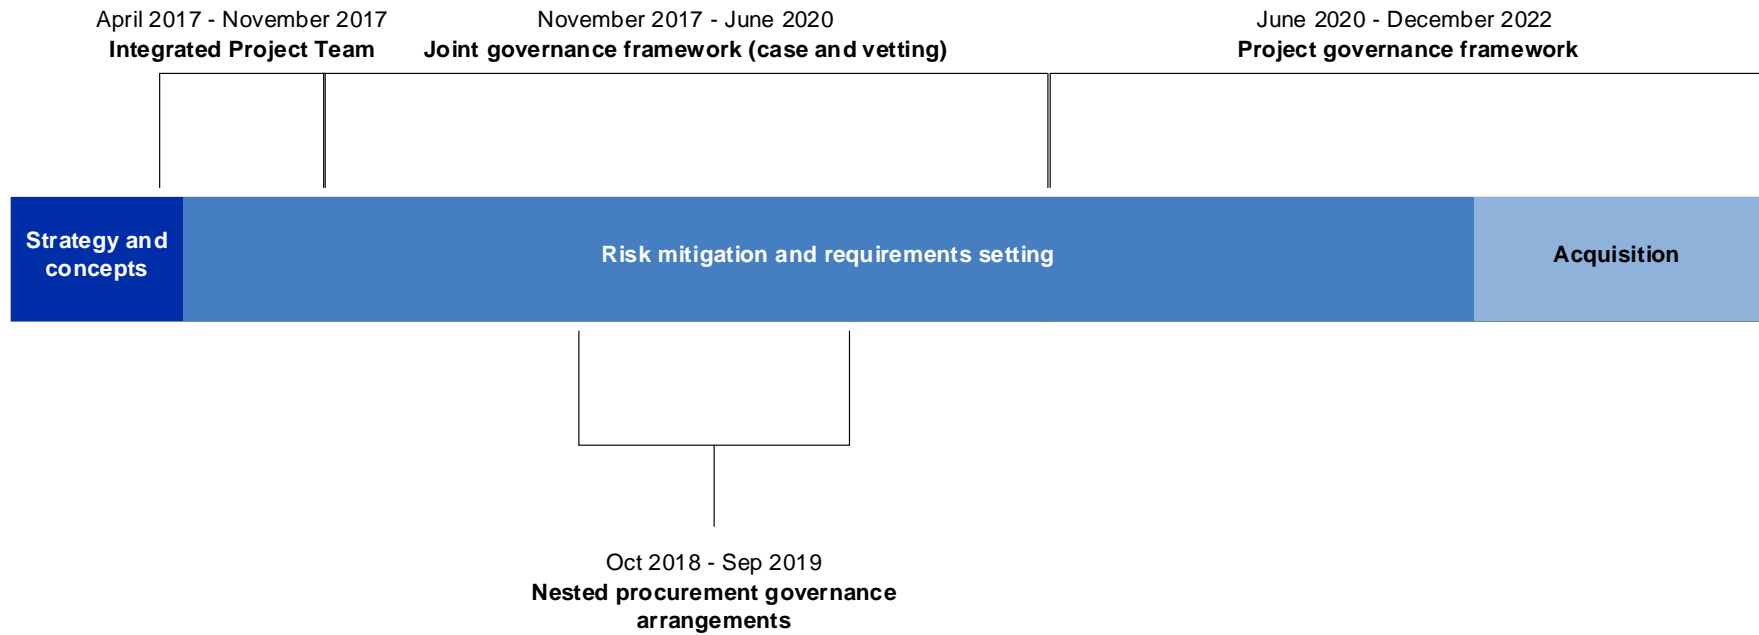 April 2017 - November 2017
Integrated Project Team
November 2017 - June 2020
Joint governance framework (case and vetting)
June 2020 - December 2022
Project governance framework
Strategy and
concepts
Risk mitigation and requirements setting
Acquisition
Oct 2018 - Sep 2019
Nested procurement governance
arrangements